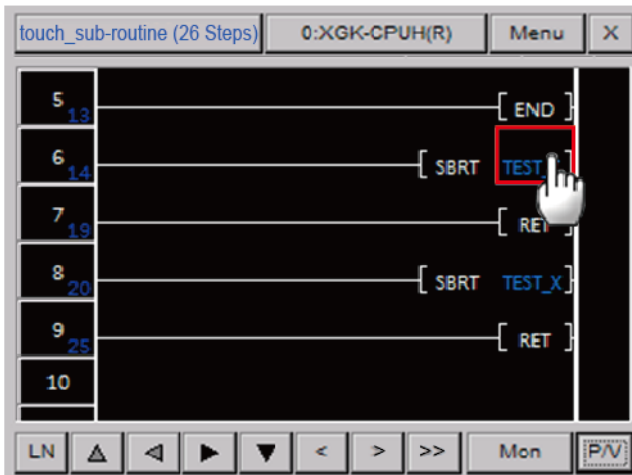 touch_sub-routine (26 Steps) 0:XGK-CPUH(R) Menu X
5 13 END
6 14 SBRT
7 19 RET
8 20 SBRT TEST_X
9 25 RET
10
LN < > >> Mon P/V